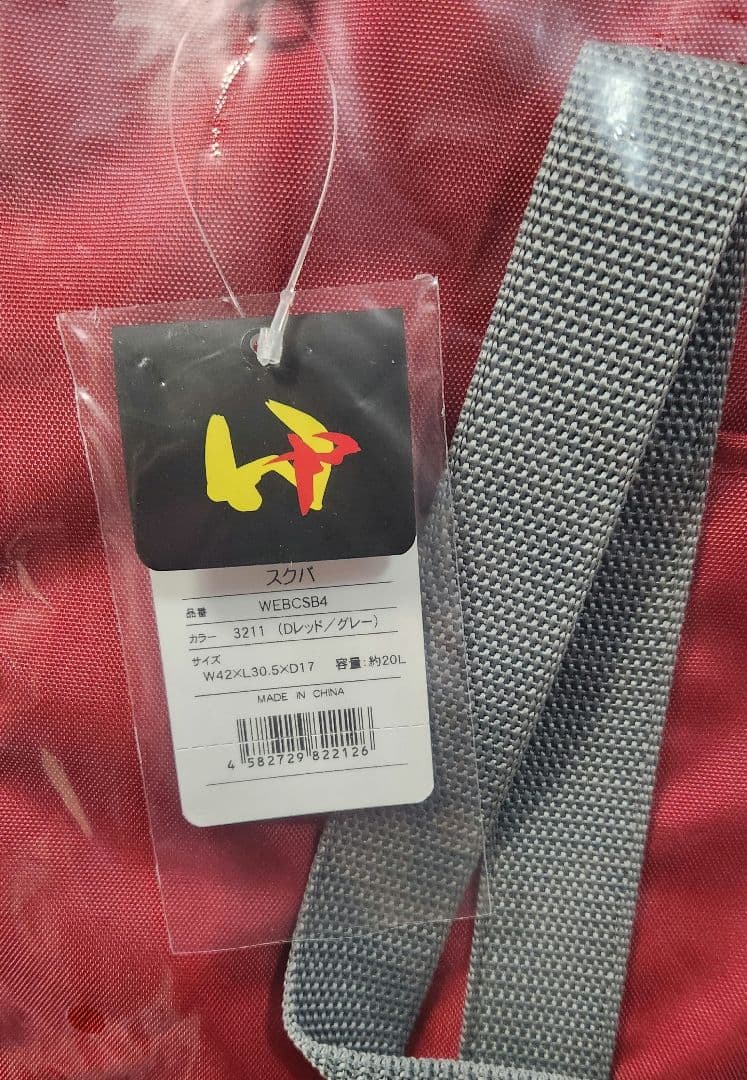 スクバ
品番 WEBCSB4
カラー 3211 (Dレッド/グレー)
サイズ
W42×L30.5×D17 容量:約20L
MADE IN CHINA
4 582729 822126